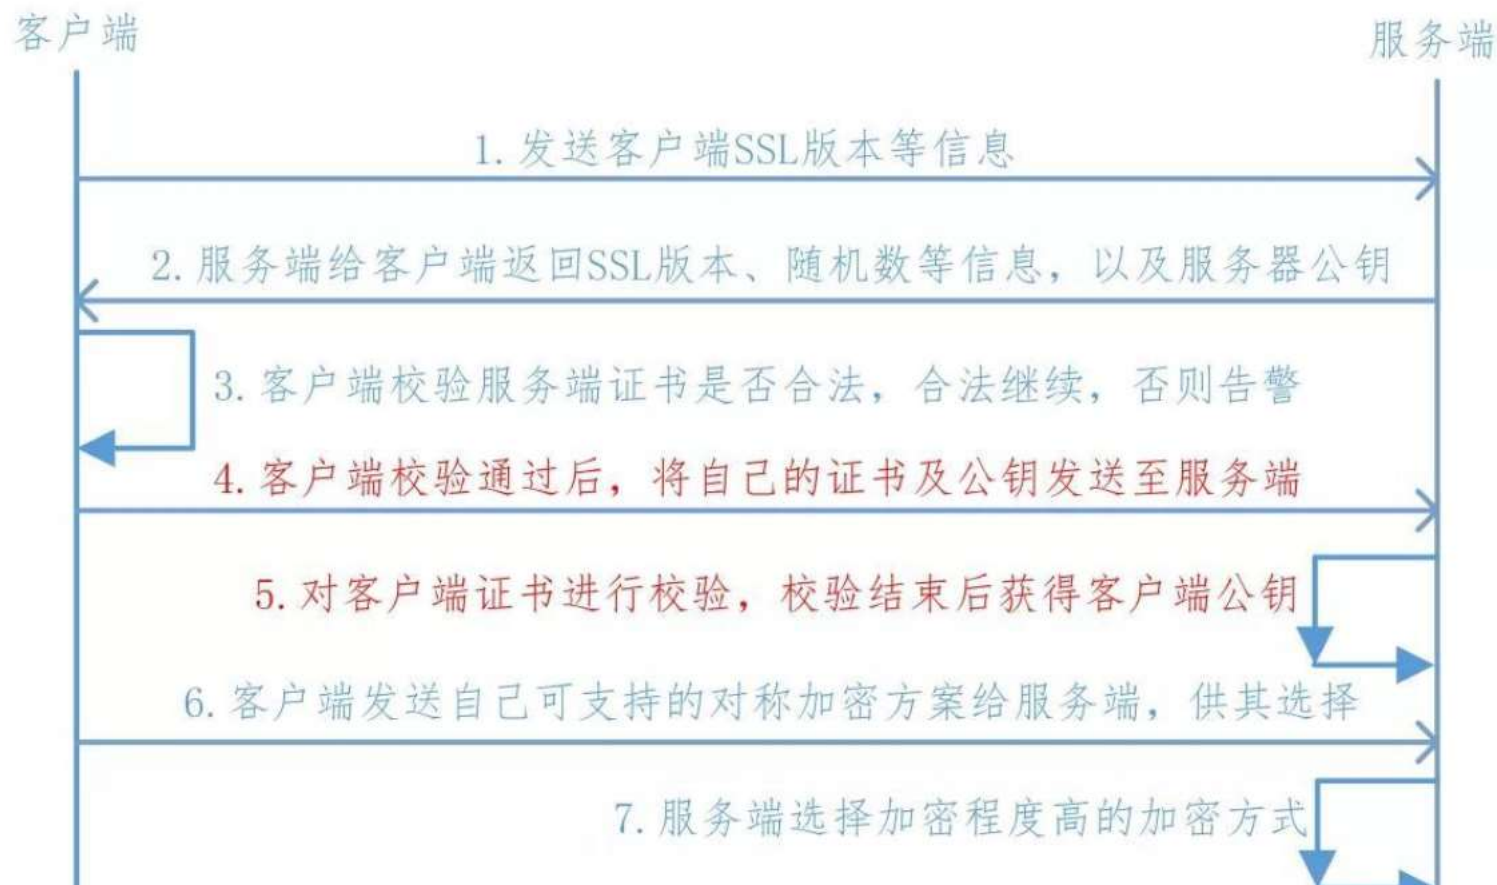 客户端
服务端
1.发送客户端SSL版本等信息
2.服务端给客户端返回SSL版本、随机数等信息，以及服务器公钥
3.客户端校验服务端证书是否合法，合法继续，否则告警
4.客户端校验通过后，将自己的证书及公钥发送至服务端
5.对客户端证书进行校验，校验结束后获得客户端公钥
6.客户端发送自己可支持的对称加密方案给服务端，供其选择
7.服务端选择加密程度高的加密方式